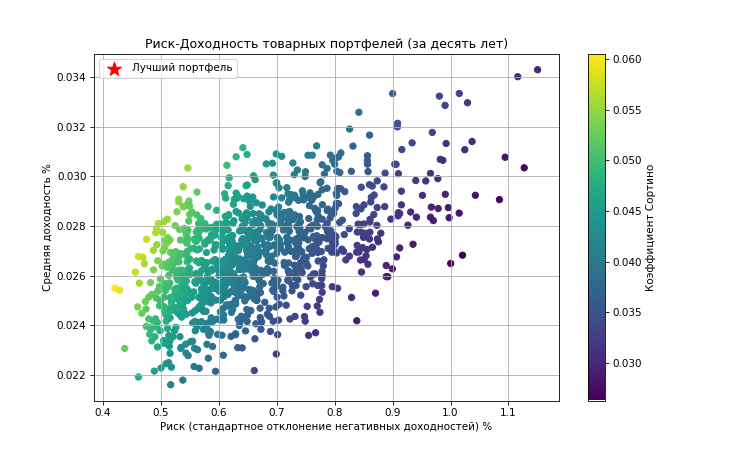 Риск-Доходность товарных портфелей (за десять лет)
Лучший портфель
Средняя доходность %
0.034
0.032
0.030
0.028
0.026
0.024
0.022
0.4 0.5 0.6 0.7 0.8 0.9 1.0 1.1
Риск (стандартное отклонение негативных доходностей) %
0.060
0.055
0.050
0.045
0.040
0.035
0.030
Коэффициент Сортино